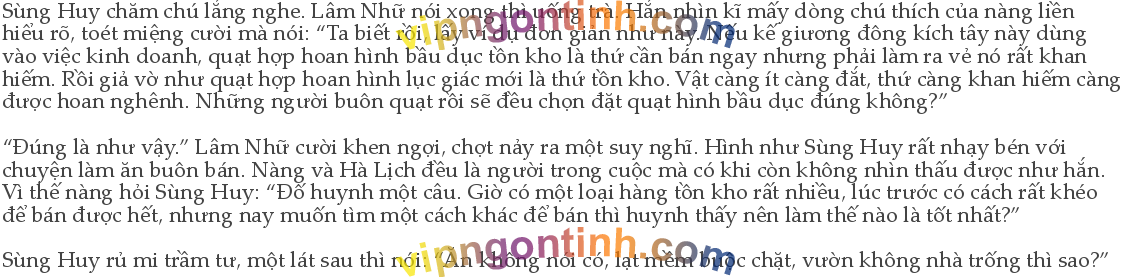 Sùng Huy chăm chú lắng nghe. Lâm Nhữ nói xong thì uống trà. Hắn nhìn kĩ mấy dòng chú thích của nàng liền
hiểu rõ, toét miệng cười mà nói: “Ta biết rồi, lấy ví dụ đơn giản như này. Nếu kế giương đông kích tây này dùng
vào việc kinh doanh, quạt hợp hoan hình bầu dục tồn kho là thứ cần bán ngay nhưng phải làm ra vẻ nó rất khan
hiếm. Rồi giả vờ như quạt hợp hoan hình lục giác mới là thứ tồn kho. Vật càng ít càng đắt, thứ càng khan hiếm càng
được hoan nghênh. Những người buôn quạt rồi sẽ đều chọn đặt quạt hình bầu dục đúng không?”
“Đúng là như vậy.” Lâm Nhữ cười khen ngợi, chợt nảy ra một suy nghĩ. Hình như Sùng Huy rất nhạy bén với
chuyện làm ăn buôn bán. Nàng và Hà Lịch đều là người trong cuộc mà có khi còn không nhìn thấu được như hắn.
Vì thế nàng hỏi Sùng Huy: “Đố huynh một câu. Giờ có một loại hàng tồn kho rất nhiều, lúc trước có cách rất khéo
để bán được hết, nhưng nay muốn tìm một cách khác để bán thì huynh thấy nên làm thế nào là tốt nhất?”
Sùng Huy rủ mi trầm tư, một lát sau thì nói: “Ăn không nói có, lạt mềm buộc chặt, vườn không nhà trống thì sao?”
vipngontinh.com
vipngontinh.com